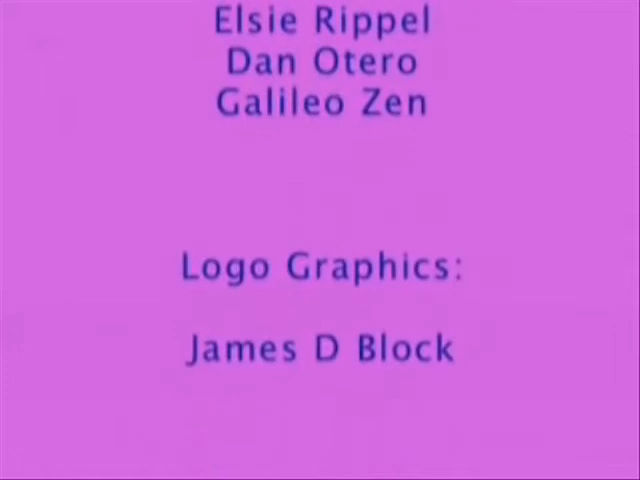 Elsie Rippel
Dan Otero
Galileo Zen
Logo Graphics:
James D Block